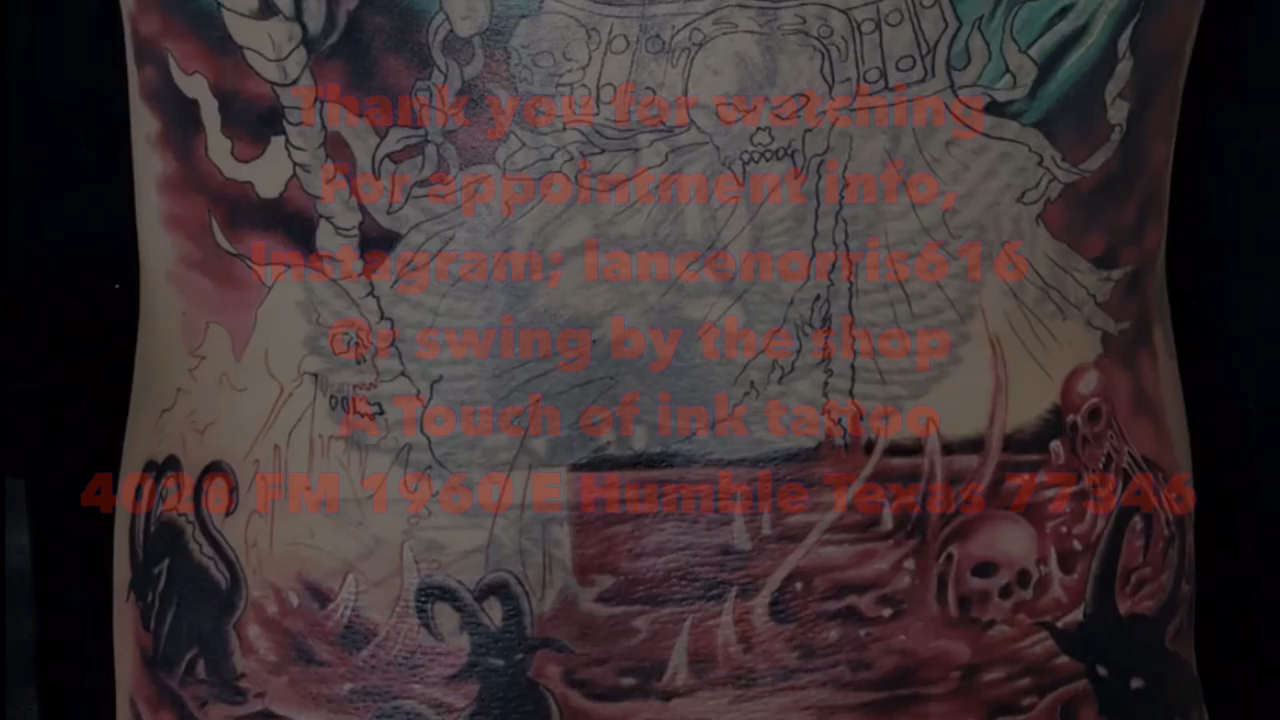 Thank you for watching
For appointment info,
Instagram; lancenorris616
Or swing by the shop
A Touch of ink tattoo
4028 FM 1960 E Humble Texas 77346